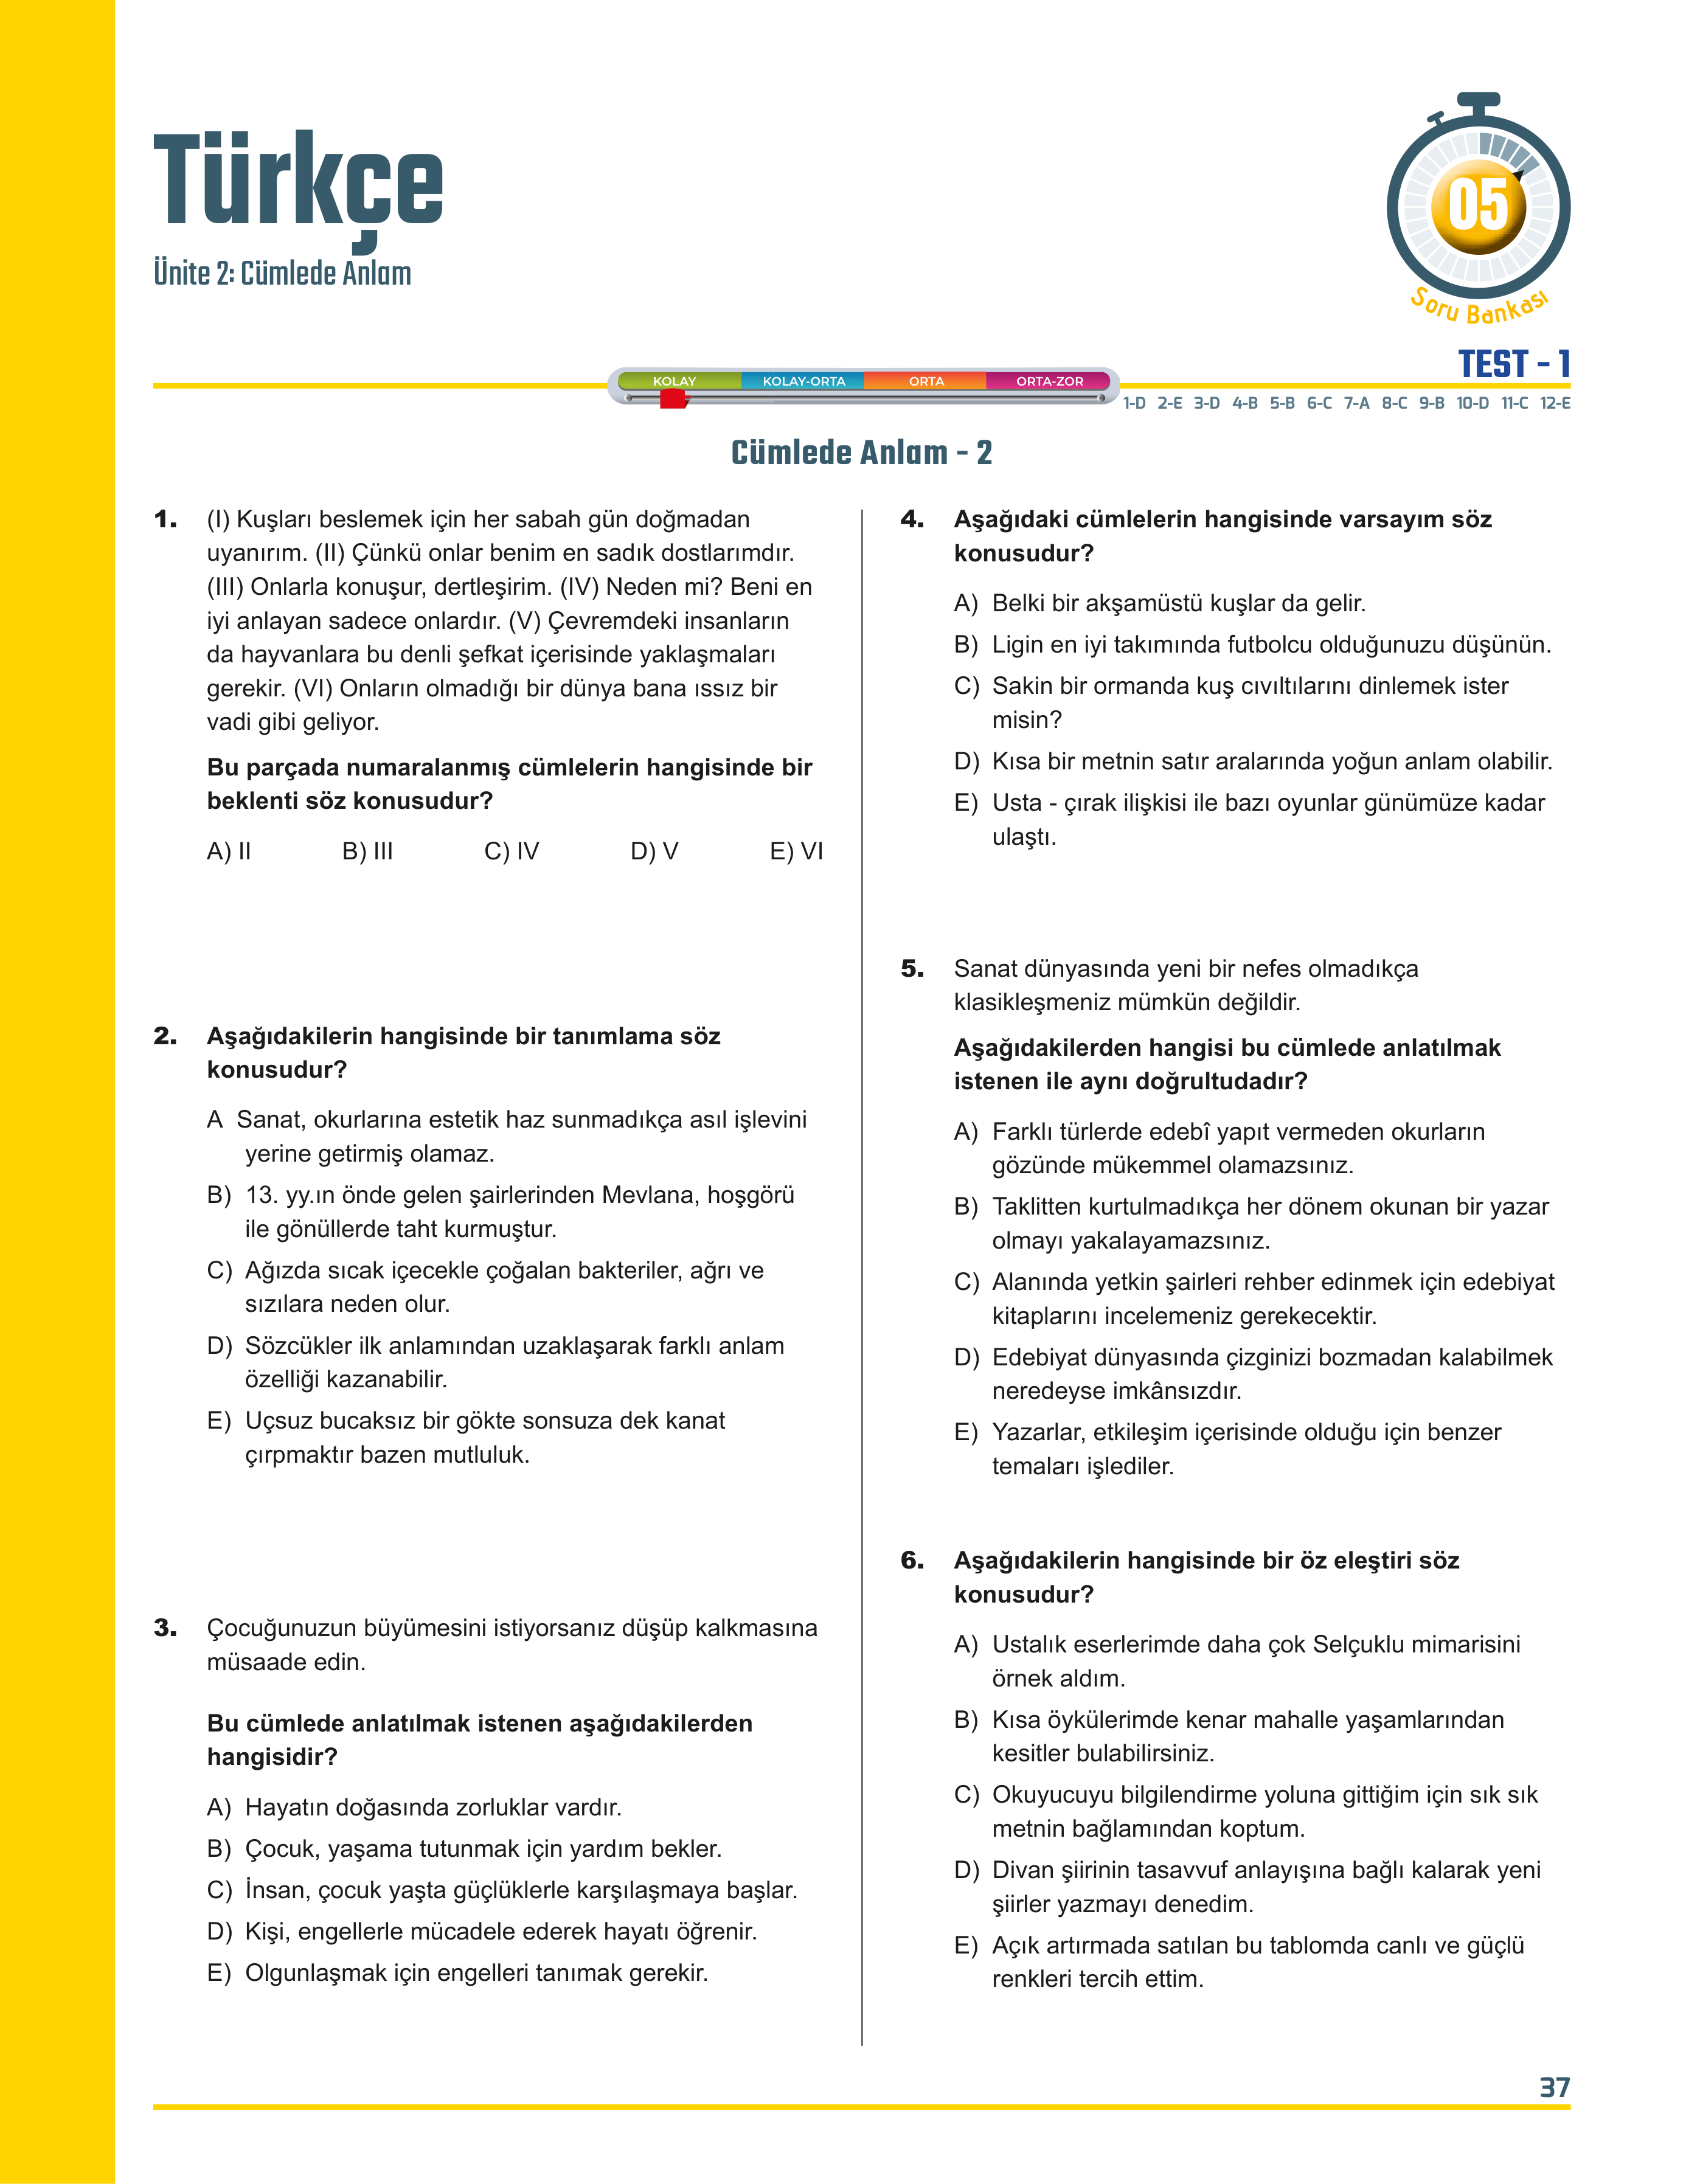 Türkçe
Ünite 2: Cümlede Anlam
05
Soru Bankası
TEST - 1
KOLAY KOLAY-ORTA ORTA ORTA-ZOR
1-D 2-E 3-D 4-B 5-B 6-C 7-A 8-C 9-B 10-D 11-C 12-E
Cümlede Anlam - 2
1. (I) Kuşları beslemek için her sabah gün doğmadan
uyanırım. (II) Çünkü onlar benim en sadık dostlarımdır.
(III) Onlarla konuşur, dertleşirim. (IV) Neden mi? Beni en
iyi anlayan sadece onlardır. (V) Çevremdeki insanların
da hayvanlara bu denli şefkat içerisinde yaklaşmaları
gerekir. (VI) Onların olmadığı bir dünya bana ıssız bir
vadi gibi geliyor.
Bu parçada numaralanmış cümlelerin hangisinde bir
beklenti söz konusudur?
A) II B) III C) IV D) V E) VI
2. Aşağıdakilerin hangisinde bir tanımlama söz
konusudur?
A Sanat, okurlarına estetik haz sunmadıkça asıl işlevini
yerine getirmiş olamaz.
B) 13. yy.ın önde gelen şairlerinden Mevlana, hoşgörü
ile gönüllerde taht kurmuştur.
C) Ağızda sıcak içecekle çoğalan bakteriler, ağrı ve
sızılara neden olur.
D) Sözcükler ilk anlamından uzaklaşarak farklı anlam
özelliği kazanabilir.
E) Uçsuz bucaksız bir gökte sonsuza dek kanat
çırpmaktır bazen mutluluk.
3. Çocuğunuzun büyümesini istiyorsanız düşüp kalkmasına
müsaade edin.
Bu cümlede anlatılmak istenen aşağıdakilerden
hangisidir?
A) Hayatın doğasında zorluklar vardır.
B) Çocuk, yaşama tutunmak için yardım bekler.
C) İnsan, çocuk yaşta güçlüklerle karşılaşmaya başlar.
D) Kişi, engellerle mücadele ederek hayatı öğrenir.
E) Olgunlaşmak için engelleri tanımak gerekir.
4. Aşağıdaki cümlelerin hangisinde varsayım söz
konusudur?
A) Belki bir akşamüstü kuşlar da gelir.
B) Ligin en iyi takımında futbolcu olduğunuzu düşünün.
C) Sakin bir ormanda kuş cıvıltılarını dinlemek ister
misin?
D) Kısa bir metnin satır aralarında yoğun anlam olabilir.
E) Usta - çırak ilişkisi ile bazı oyunlar günümüze kadar
ulaştı.
5. Sanat dünyasında yeni bir nefes olmadıkça
klasikleşmeniz mümkün değildir.
Aşağıdakilerden hangisi bu cümlede anlatılmak
istenen ile aynı doğrultudadır?
A) Farklı türlerde edebî yapıt vermeden okurların
gözünde mükemmel olamazsınız.
B) Taklitten kurtulmadıkça her dönem okunan bir yazar
olmayı yakalayamazsınız.
C) Alanında yetkin şairleri rehber edinmek için edebiyat
kitaplarını incelemeniz gerekecektir.
D) Edebiyat dünyasında çizginizi bozmadan kalabilmek
neredeyse imkânsızdır.
E) Yazarlar, etkileşim içerisinde olduğu için benzer
temaları işlediler.
6. Aşağıdakilerin hangisinde bir öz eleştiri söz
konusudur?
A) Ustalık eserlerimde daha çok Selçuklu mimarisini
örnek aldım.
B) Kısa öykülerimde kenar mahalle yaşamlarından
kesitler bulabilirsiniz.
C) Okuyucuyu bilgilendirme yoluna gittiğim için sık sık
metnin bağlamından koptum.
D) Divan şiirinin tasavvuf anlayışına bağlı kalarak yeni
şiirler yazmayı denedim.
E) Açık artırmada satılan bu tablomda canlı ve güçlü
renkleri tercih ettim.
37